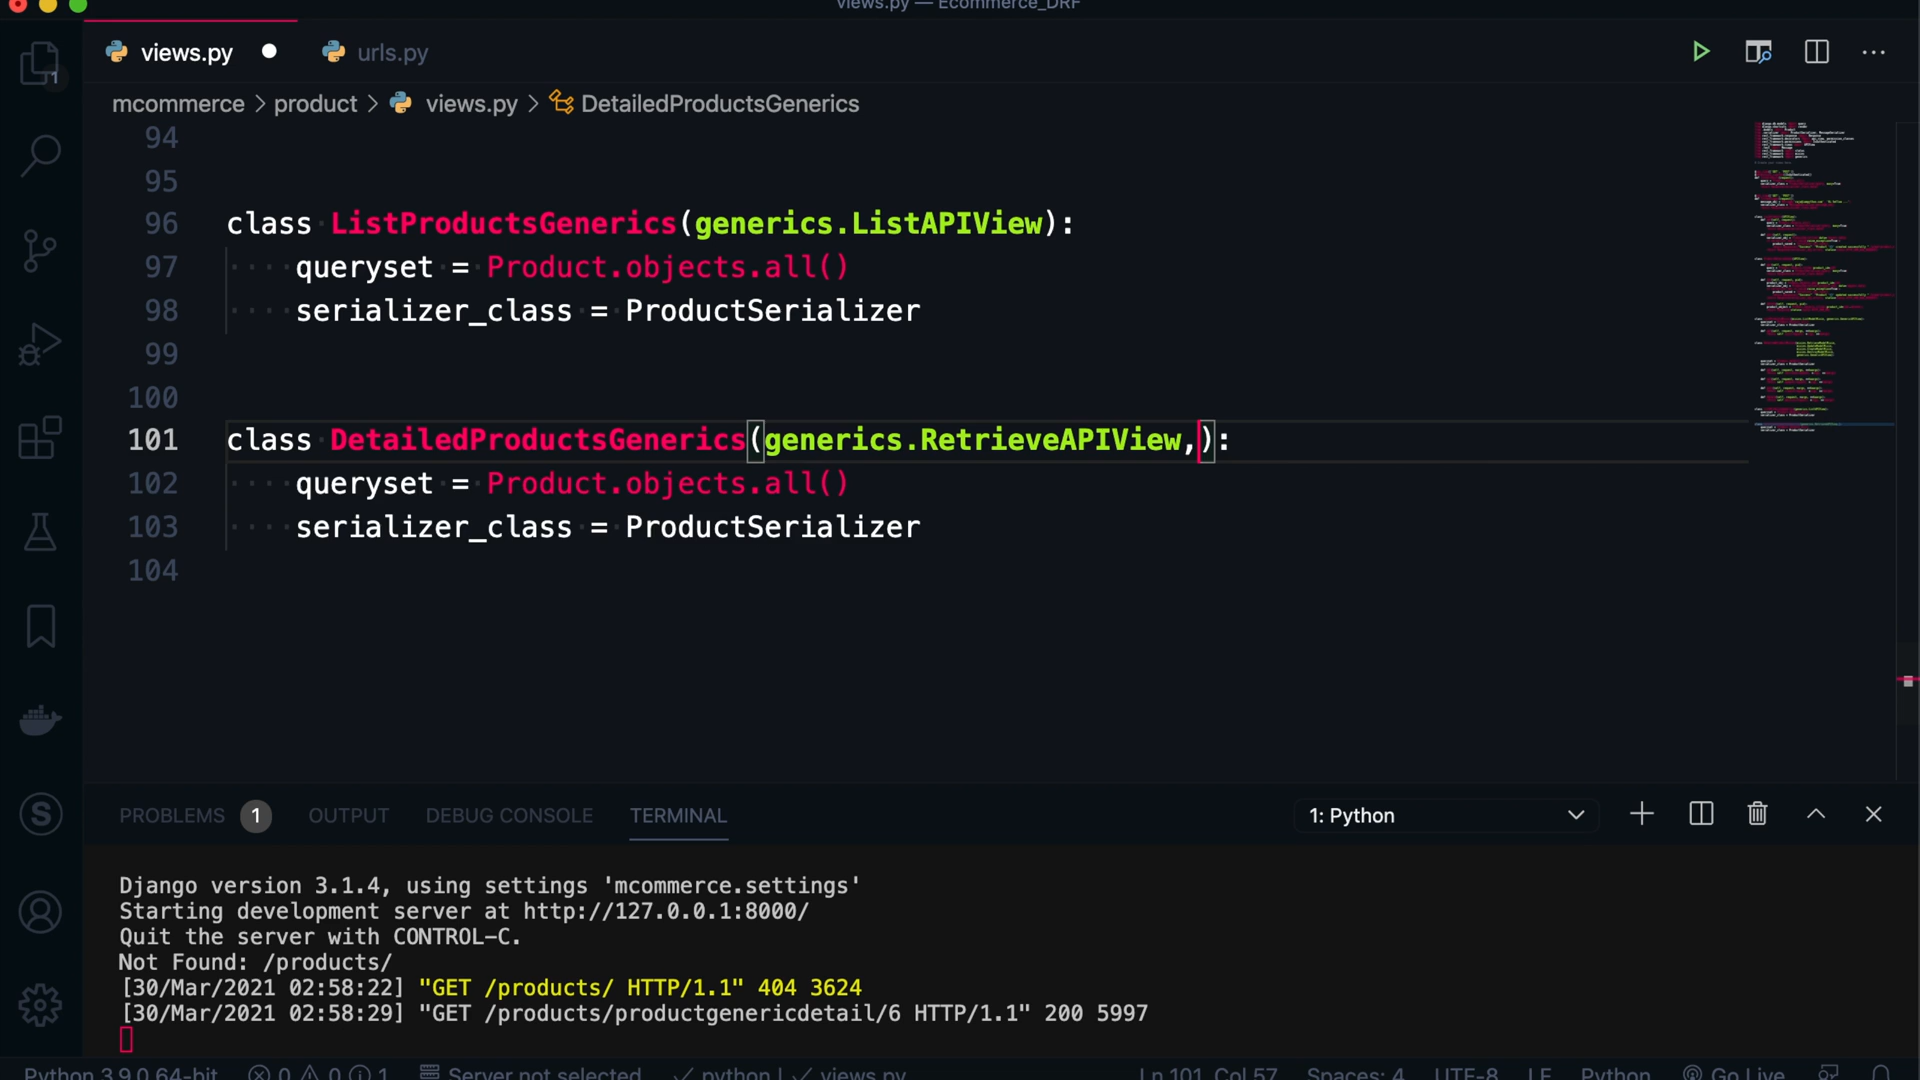 views.py — Ecommerce_DRF
views.py urls.py
mcommerce > product > views.py > DetailedProductsGenerics
94
95
96 class ListProductsGenerics(generics.ListAPIView):
97 queryset = Product.objects.all()
98 serializer_class = ProductSerializer
99
100
101 class DetailedProductsGenerics(generics.RetrieveAPIView,):
102 queryset = Product.objects.all()
103 serializer_class = ProductSerializer
104
PROBLEMS 1 OUTPUT DEBUG CONSOLE TERMINAL 1: Python
Django version 3.1.4, using settings 'mcommerce.settings'
Starting development server at http://127.0.0.1:8000/
Quit the server with CONTROL-C.
Not Found: /products/
[30/Mar/2021 02:58:22] "GET /products/ HTTP/1.1" 404 3624
[30/Mar/2021 02:58:29] "GET /products/productgenericdetail/6 HTTP/1.1" 200 5997
Python 3.9.0 64-bit 0 0 1 Server not selected python | views.py Ln 101, Col 57 Spaces: 4 UTF-8 LF Python Go Live